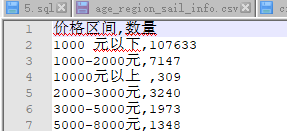 5.sql age_region_sail_info.csv
1 价格区间,数量
2 1000 元以下,107633
3 1000-2000元,7147
4 10000元以上 ,309
5 2000-3000元,3240
6 3000-5000元,1973
7 5000-8000元,1348